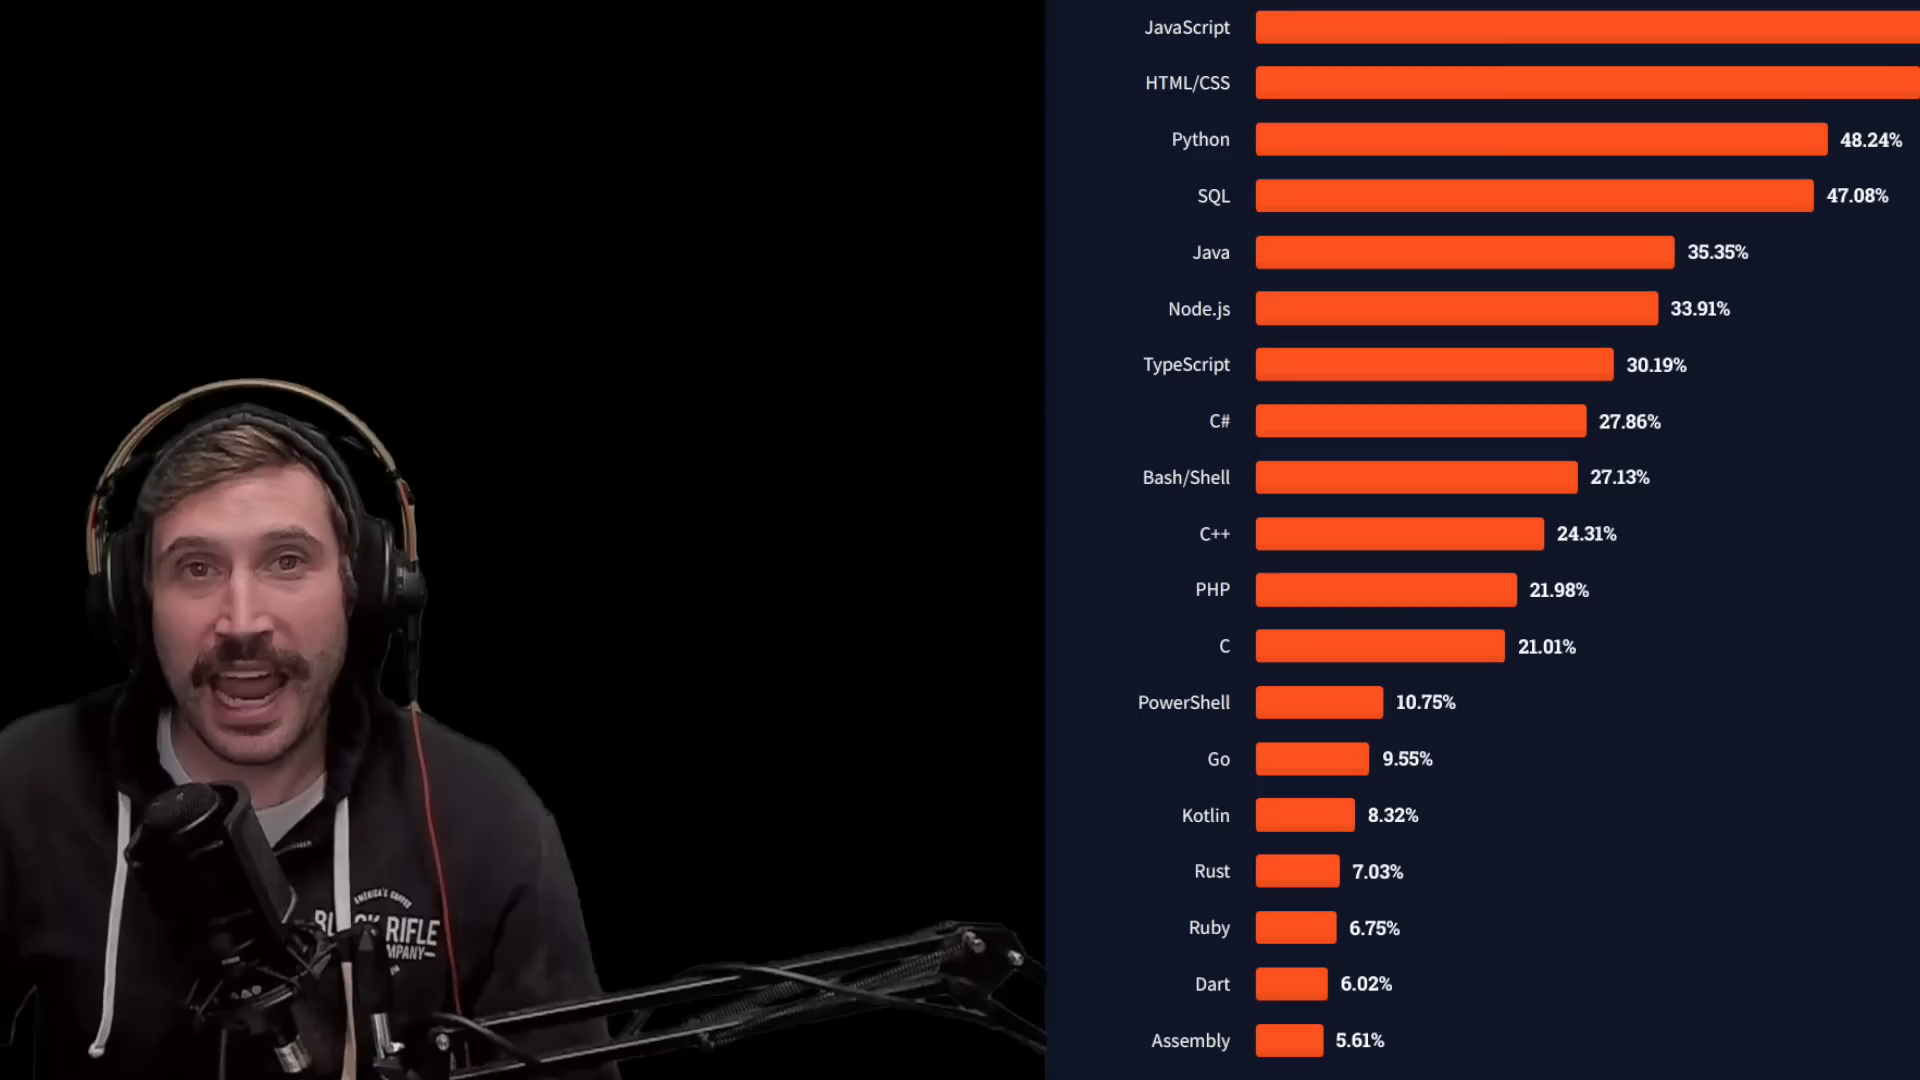 JavaScript
HTML/CSS
Python 48.24%
SQL 47.08%
Java 35.35%
Node.js 33.91%
TypeScript 30.19%
C# 27.86%
Bash/Shell 27.13%
C++ 24.31%
PHP 21.98%
C 21.01%
PowerShell 10.75%
Go 9.55%
Kotlin 8.32%
Rust 7.03%
Ruby 6.75%
Dart 6.02%
Assembly 5.61%
AMERICA'S COFFEE
RIFLE